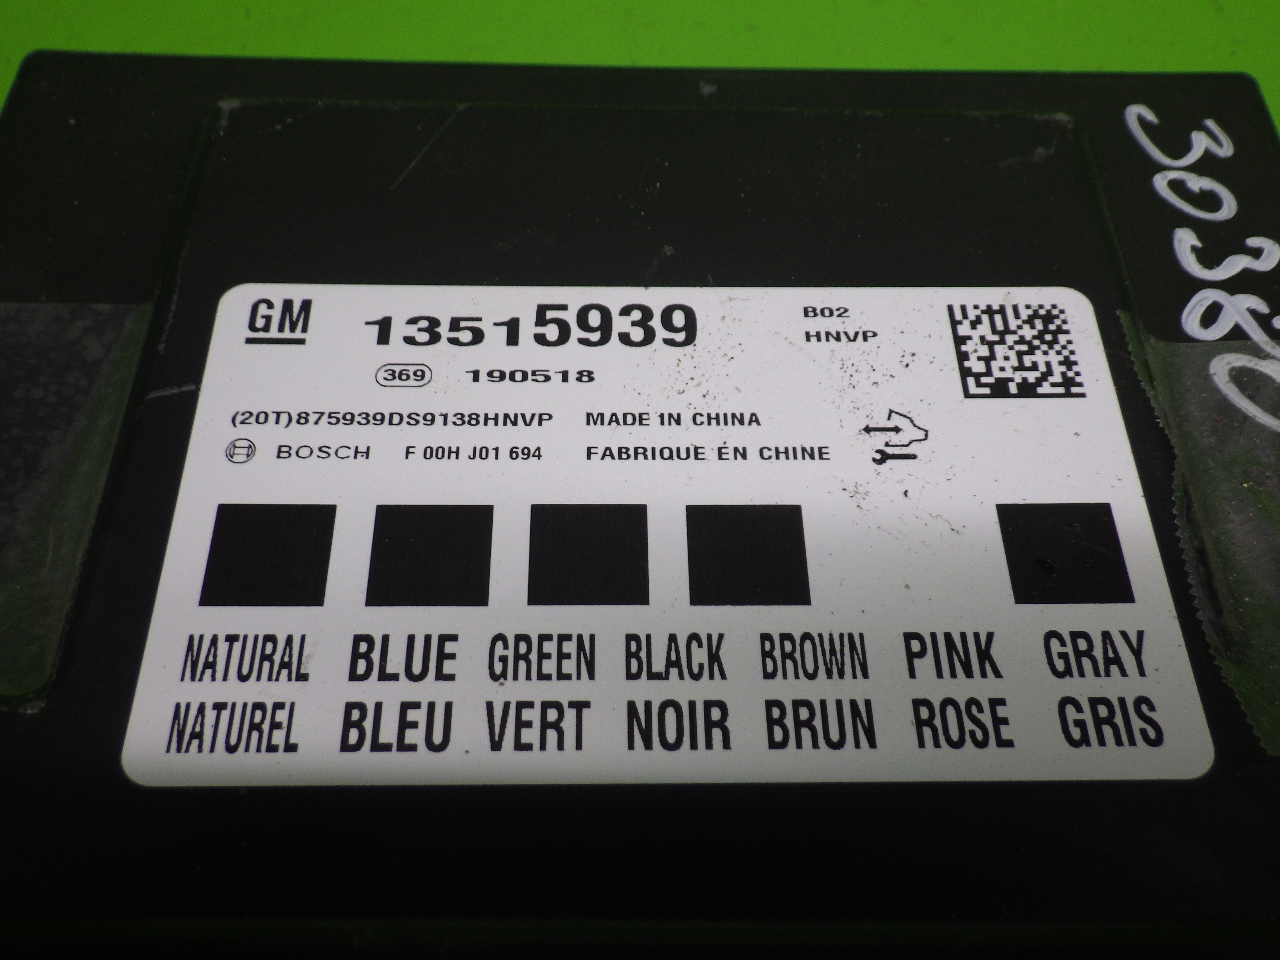 GM 13515939 B02
HNVP
369 190518
(20T)875939DS9138HNVP MADE IN CHINA
BOSCH F 00H J01 694 FABRIQUE EN CHINE
NATURAL BLUE GREEN BLACK BROWN PINK GRAY
NATUREL BLEU VERT NOIR BRUN ROSE GRIS